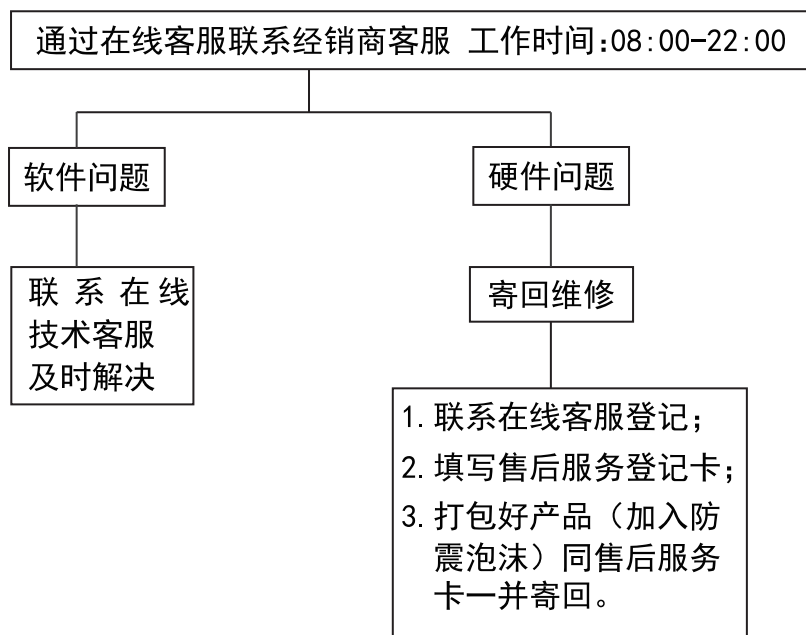 通过在线客服联系经销商客服 工作时间:08:00-22:00
软件问题
硬件问题
联系在线
技术客服
及时解决
寄回维修
1. 联系在线客服登记;
2. 填写售后服务登记卡;
3. 打包好产品（加入防
震泡沫）同售后服务
卡一并寄回。